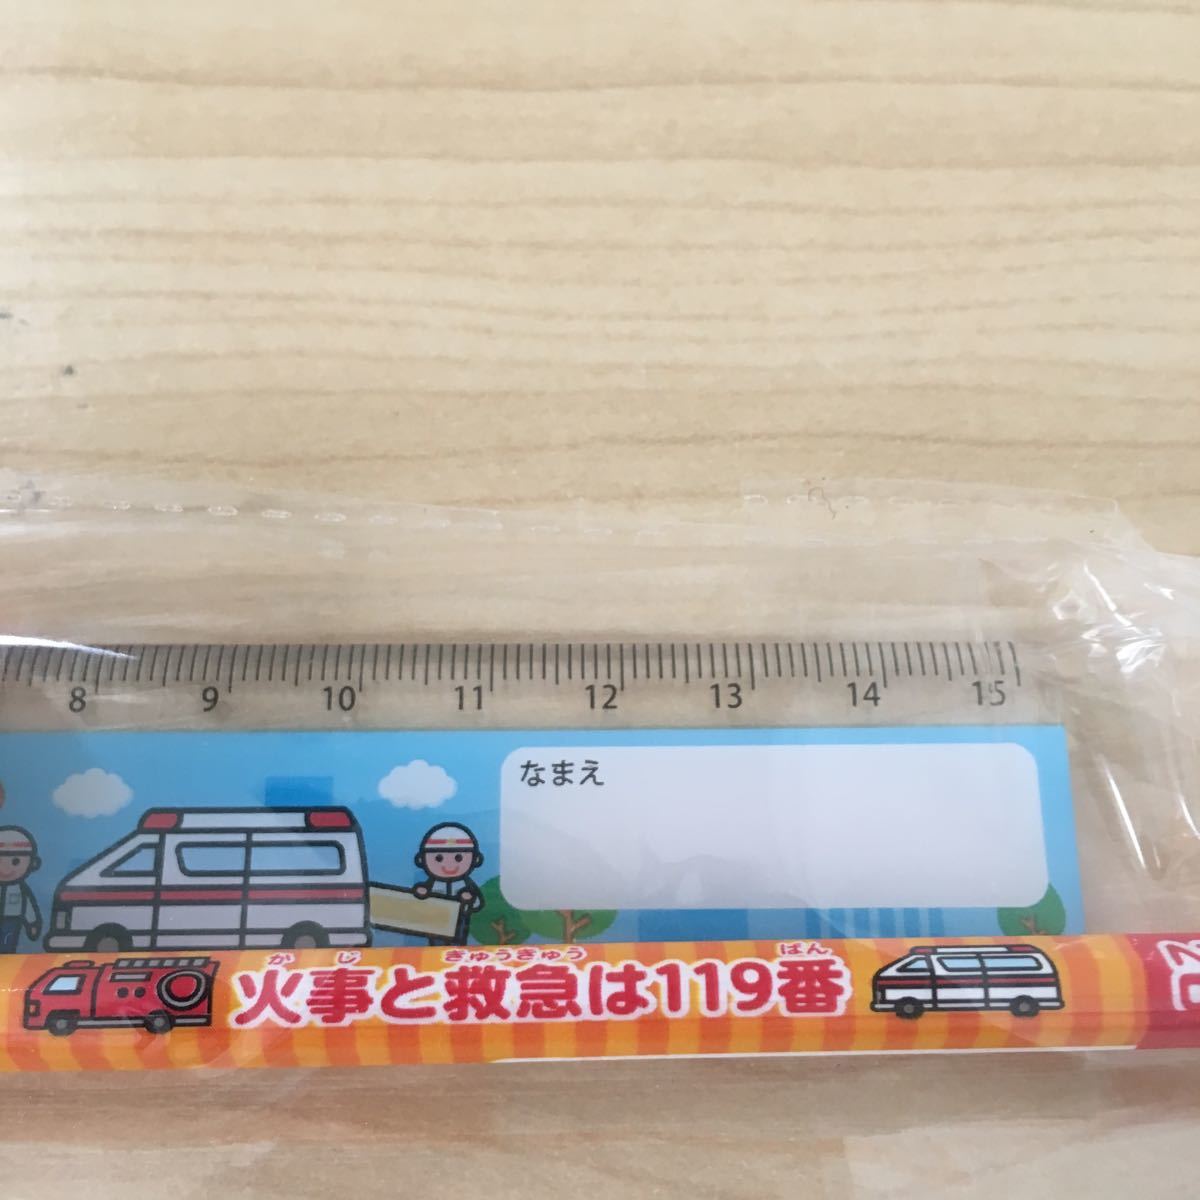 8 9 10 11 12 13 14 15
なまえ
かじ きゅうきゅう ばん
火事と救急は119番